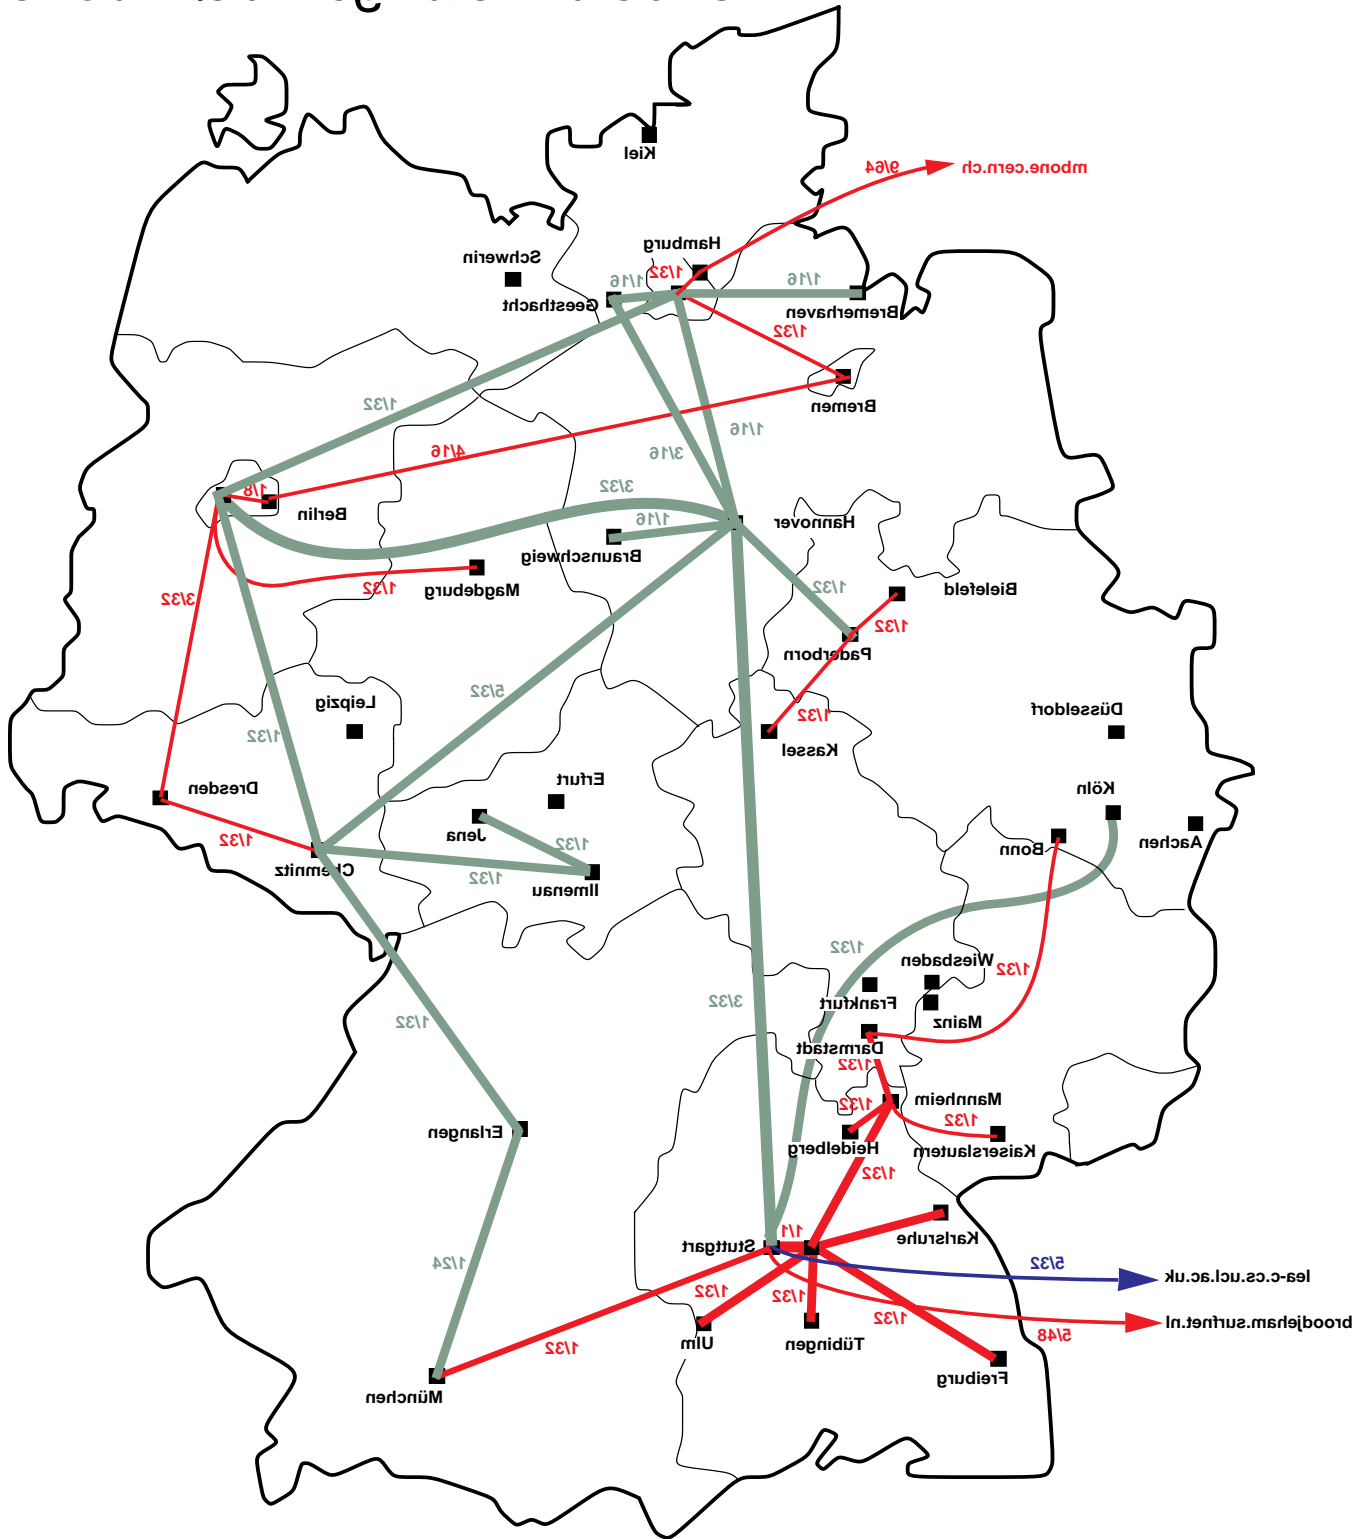 Kiel
9/64
mbone.cern.ch
Hamburg
Schwerin
1/32
1/16
1/16
Geesthacht
Bremerhaven
1/32
1/32
Bremen
1/16
4/16
3/16
3/32
1/8
Berlin
1/16
Hannover
Braunschweig
Magdeburg
1/32
1/32
Bielefeld
3/32
1/32
Paderborn
5/32
Leipzig
1/32
Düsseldorf
1/32
Kassel
Erfurt
Dresden
Köln
Jena
1/32
1/32
Aachen
Bonn
Chemnitz
1/32
Ilmenau
1/32
Wiesbaden
1/32
3/32
Frankfurt
Mainz
1/32
Darmstadt
1/32
Mannheim
1/32
1/32
Erlangen
Heidelberg
Kaiserslautern
1/32
1/1
Karlsruhe
Stuttgart
1/24
5/32
lea-c.cs.ucl.ac.uk
1/32
1/32
1/32
broodjeham.surfnet.nl
5/48
1/32
Ulm
Tübingen
Freiburg
München